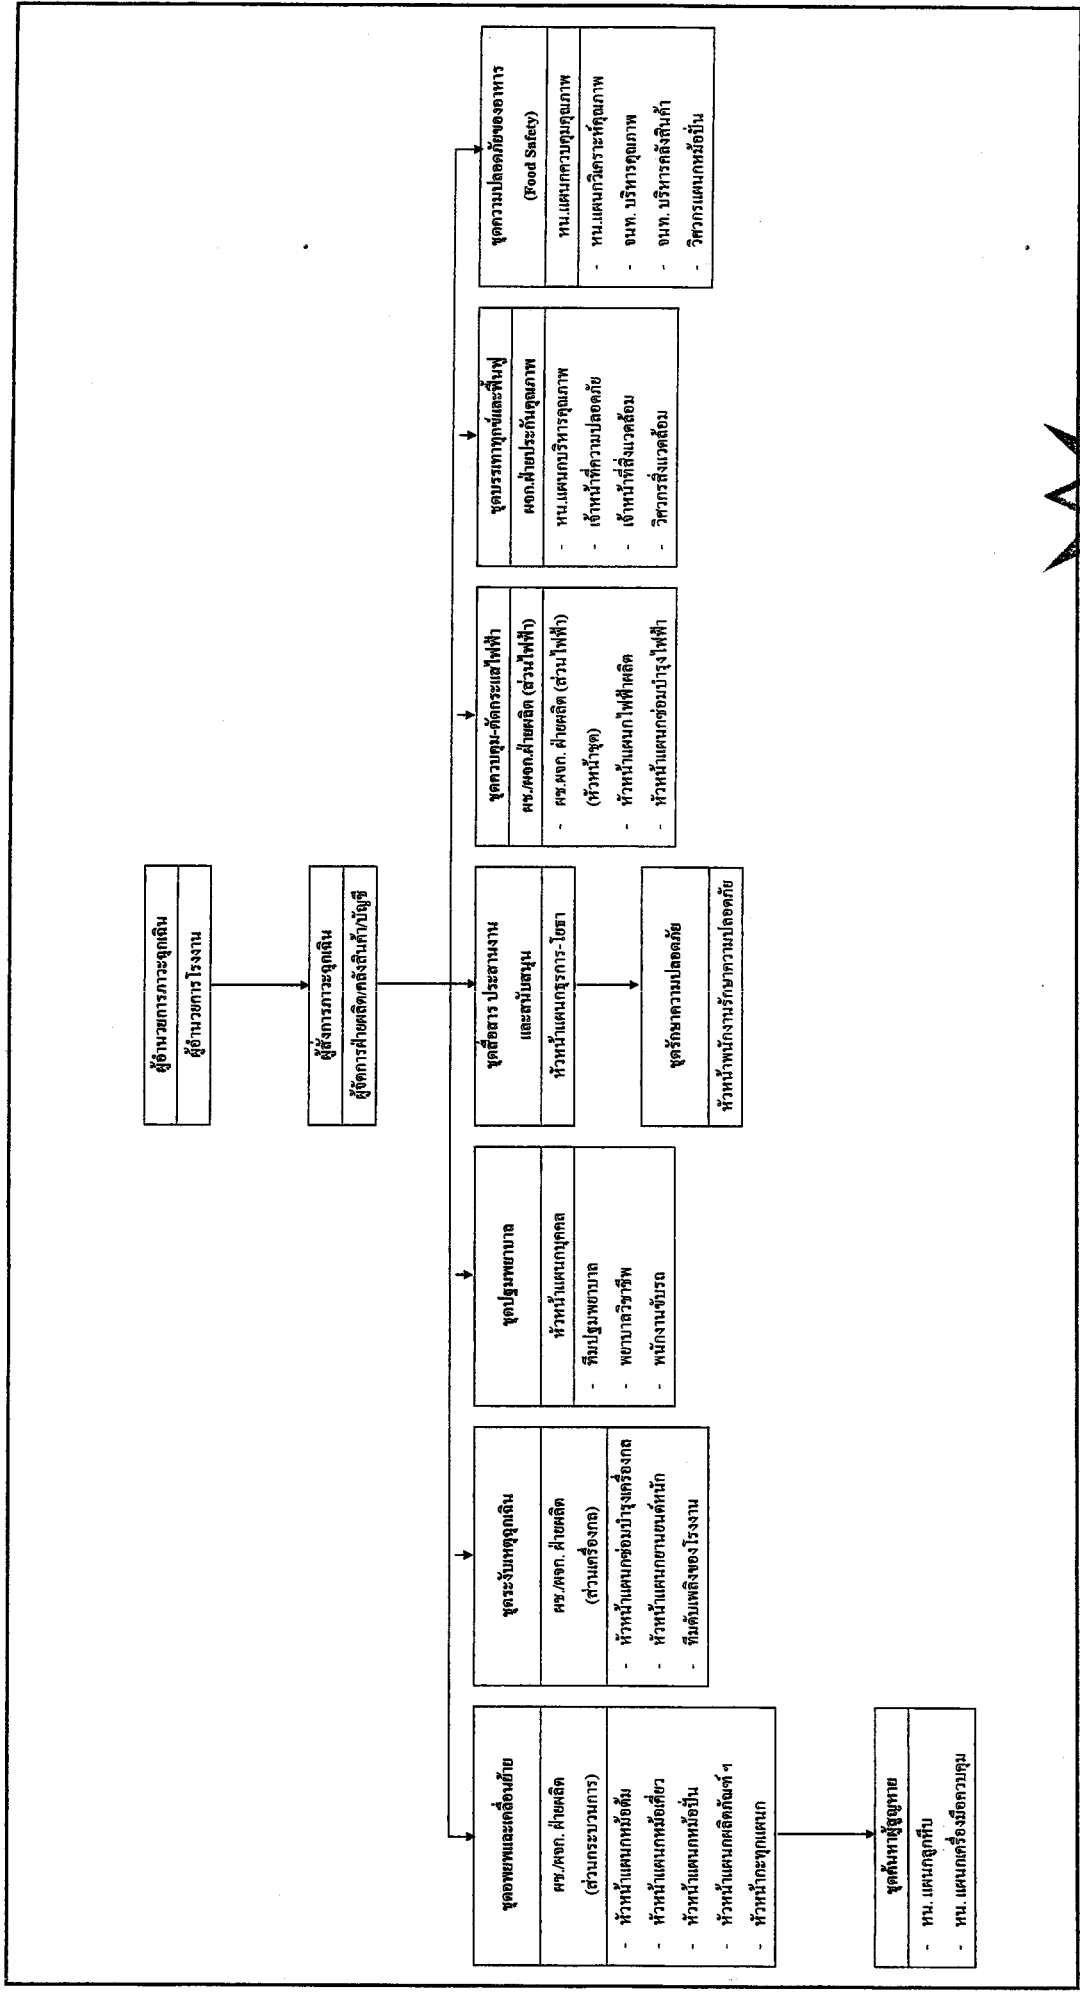 ผู้อำนวยการภาวะฉุกเฉิน
ผู้อำนวยการโรงงาน
ผู้สั่งการภาวะฉุกเฉิน
ผู้จัดการฝ่ายผลิต/คลังสินค้า/บัญชี
ชุดอพยพและเคลื่อนย้าย
ผช./ผจก. ฝ่ายผลิต
(ส่วนกระบวนการ)
- หัวหน้าแผนกหม้อต้ม
- หัวหน้าแผนกหม้อเคี่ยว
- หัวหน้าแผนกหม้อปั่น
- หัวหน้าแผนกผลิตภัณฑ์ ฯ
- หัวหน้ากะทุกแผนก
ชุดค้นหาผู้สูญหาย
- หน. แผนกลูกหีบ
- หน. แผนกเครื่องมือควบคุม
ชุดระงับเหตุฉุกเฉิน
ผช./ผจก. ฝ่ายผลิต
(ส่วนเครื่องกล)
- หัวหน้าแผนกซ่อมบำรุงเครื่องกล
- หัวหน้าแผนกยานยนต์หนัก
- ทีมดับเพลิงของโรงงาน
ชุดปฐมพยาบาล
หัวหน้าแผนกบุคคล
- ทีมปฐมพยาบาล
- พยาบาลวิชาชีพ
- พนักงานขับรถ
ชุดสื่อสาร ประสานงาน
และสนับสนุน
หัวหน้าแผนกธุรการ-โยธา
ชุดรักษาความปลอดภัย
หัวหน้าพนักงานรักษาความปลอดภัย
ชุดควบคุม-ตัดกระแสไฟฟ้า
ผช./ผจก.ฝ่ายผลิต (ส่วนไฟฟ้า)
- ผช.ผจก. ฝ่ายผลิต (ส่วนไฟฟ้า)
(หัวหน้าชุด)
- หัวหน้าแผนกไฟฟ้าผลิต
- หัวหน้าแผนกซ่อมบำรุงไฟฟ้า
ชุดบรรเทาทุกข์และฟื้นฟู
ผจก.ฝ่ายประกันคุณภาพ
- หน.แผนกบริหารคุณภาพ
- เจ้าหน้าที่ความปลอดภัย
- เจ้าหน้าที่สิ่งแวดล้อม
- วิศวกรสิ่งแวดล้อม
ชุดความปลอดภัยของอาหาร
(Food Safety)
หน.แผนกควบคุมคุณภาพ
- หน.แผนกวิเคราะห์คุณภาพ
- จนท. บริหารคุณภาพ
- จนท. บริหารคลังสินค้า
- วิศวกรแผนกหม้อปั่น